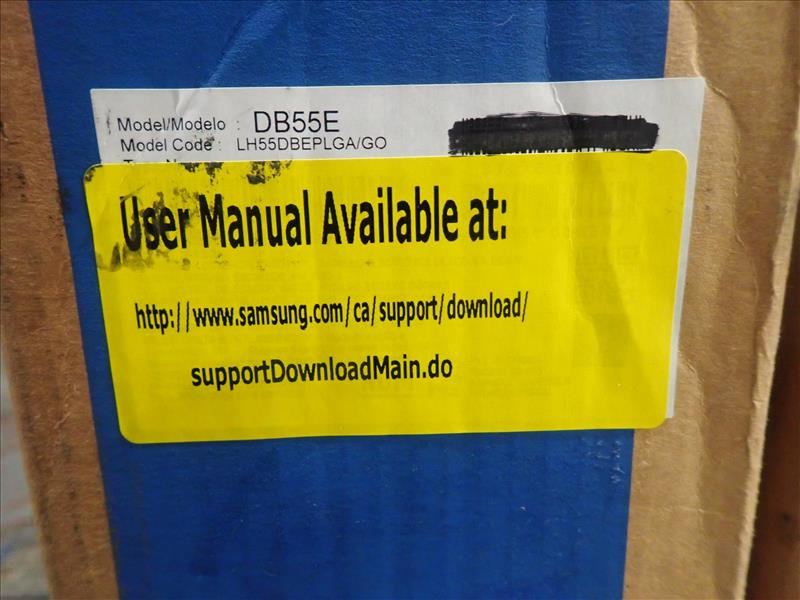 Model/Modelo : DB55E
Model Code : LH55DBEPLGA/GO
User Manual Available at:
http://www.samsung.com/ca/support/download/
supportDownloadMain.do